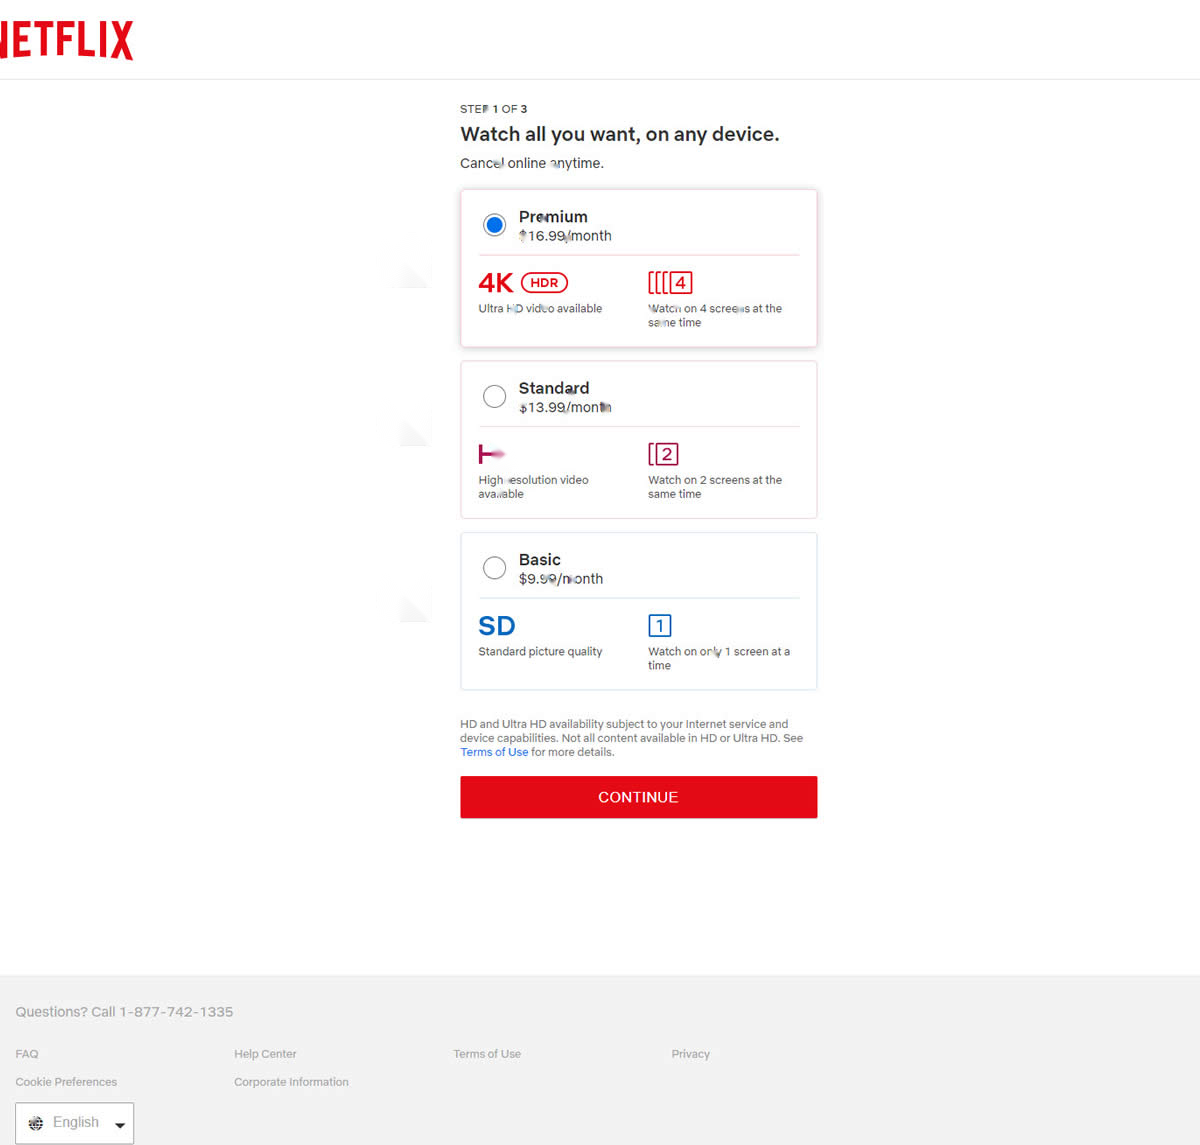 NETFLIX
STEP 1 OF 3
Watch all you want, on any device.
Cancel online anytime.
Premium
$16.99/month
4K HDR
4
Ultra HD video available
Watch on 4 screens at the
same time
Standard
$13.99/month
2
High resolution video
available
Watch on 2 screens at the
same time
Basic
$9.99/month
SD
1
Standard picture quality
Watch on only 1 screen at a
time
HD and Ultra HD availability subject to your Internet service and
device capabilities. Not all content available in HD or Ultra HD. See
Terms of Use for more details.
CONTINUE
Questions? Call 1-877-742-1335
FAQ
Help Center
Terms of Use
Privacy
Cookie Preferences
Corporate Information
English